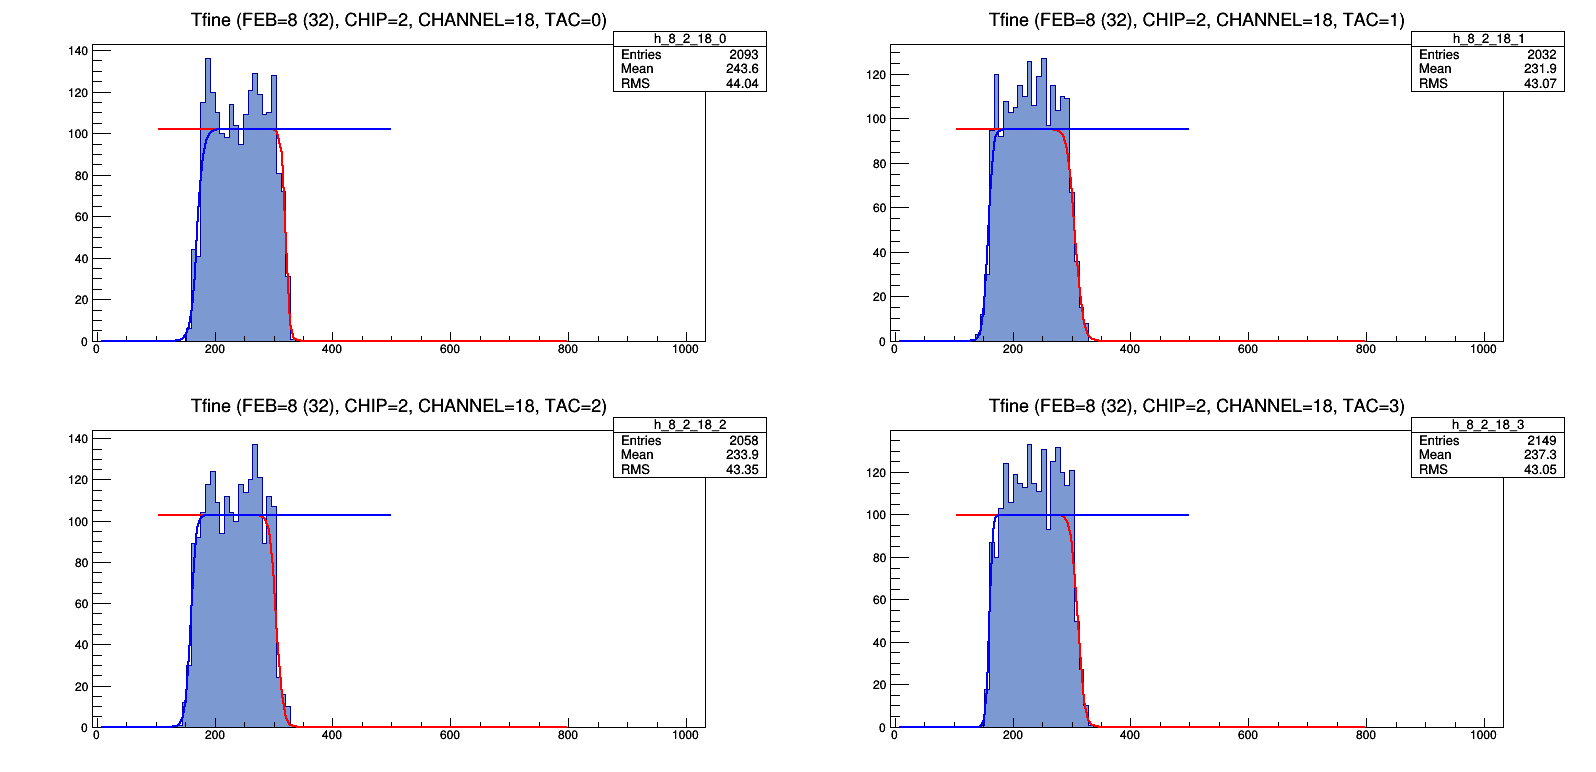 Tfine (FEB=8 (32), CHIP=2, CHANNEL=18, TAC=0)
h_8_2_18_0
Entries 2093
Mean 243.6
RMS 44.04
140
120
100
80
60
40
20
0
0 200 400 600 800 1000
Tfine (FEB=8 (32), CHIP=2, CHANNEL=18, TAC=1)
h_8_2_18_1
Entries 2032
Mean 231.9
RMS 43.07
120
100
80
60
40
20
0
0 200 400 600 800 1000
Tfine (FEB=8 (32), CHIP=2, CHANNEL=18, TAC=2)
h_8_2_18_2
Entries 2058
Mean 233.9
RMS 43.35
140
120
100
80
60
40
20
0
0 200 400 600 800 1000
Tfine (FEB=8 (32), CHIP=2, CHANNEL=18, TAC=3)
h_8_2_18_3
Entries 2149
Mean 237.3
RMS 43.05
120
100
80
60
40
20
0
0 200 400 600 800 1000